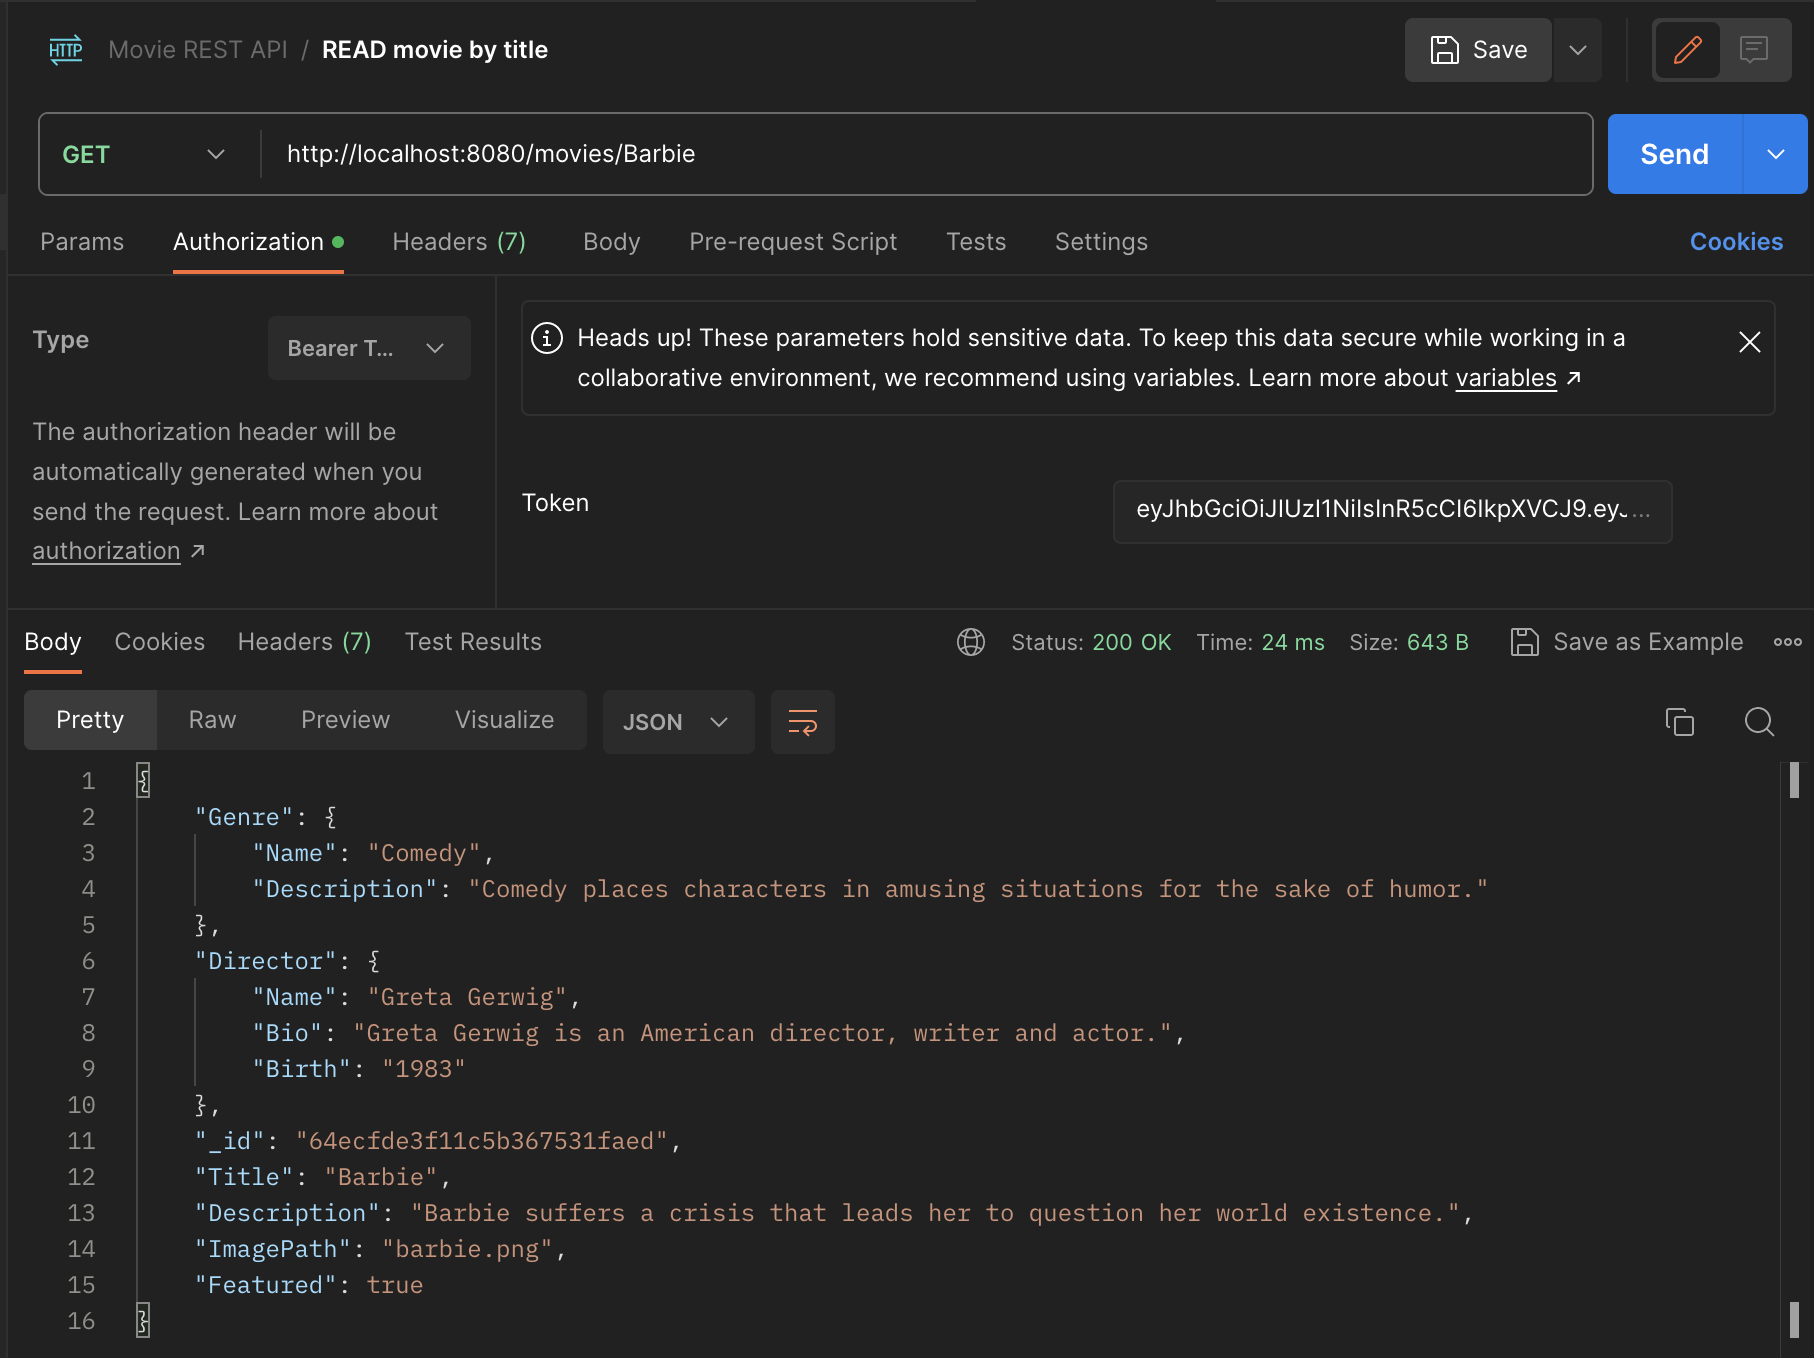 HTTP Movie REST API / READ movie by title Save
GET http://localhost:8080/movies/Barbie Send
Params Authorization Headers (7) Body Pre-request Script Tests Settings Cookies
Type Bearer T...
The authorization header will be
automatically generated when you
send the request. Learn more about
authorization ↗
Heads up! These parameters hold sensitive data. To keep this data secure while working in a
collaborative environment, we recommend using variables. Learn more about variables ↗
Token eyJhbGciOiJIUzI1NiIsInR5cCI6IkpXVCJ9.eyJ...
Body Cookies Headers (7) Test Results Status: 200 OK Time: 24 ms Size: 643 B Save as Example
Pretty Raw Preview Visualize JSON
1 {
2 "Genre": {
3 "Name": "Comedy",
4 "Description": "Comedy places characters in amusing situations for the sake of humor."
5 },
6 "Director": {
7 "Name": "Greta Gerwig",
8 "Bio": "Greta Gerwig is an American director, writer and actor.",
9 "Birth": "1983"
10 },
11 "_id": "64ecfde3f11c5b367531faed",
12 "Title": "Barbie",
13 "Description": "Barbie suffers a crisis that leads her to question her world existence.",
14 "ImagePath": "barbie.png",
15 "Featured": true
16 }